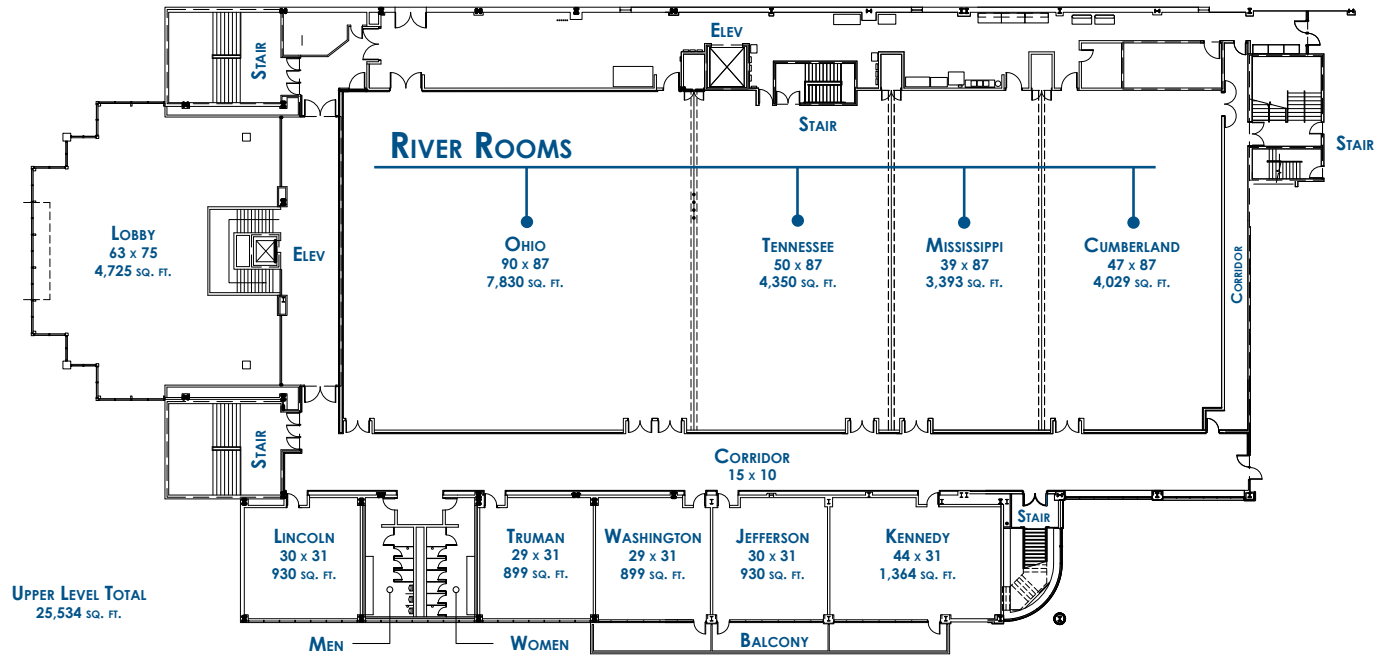 Elev
Stair
Stair
River Rooms
Stair
Lobby
63 x 75
4,725 sq. ft.
Elev
Ohio
90 x 87
7,830 sq. ft.
Tennessee
50 x 87
4,350 sq. ft.
Mississippi
39 x 87
3,393 sq. ft.
Cumberland
47 x 87
4,029 sq. ft.
Corridor
Stair
Corridor
15 x 10
Lincoln
30 x 31
930 sq. ft.
Truman
29 x 31
899 sq. ft.
Washington
29 x 31
899 sq. ft.
Jefferson
30 x 31
930 sq. ft.
Kennedy
44 x 31
1,364 sq. ft.
Stair
Upper Level Total
25,534 sq. ft.
Men
Women
Balcony